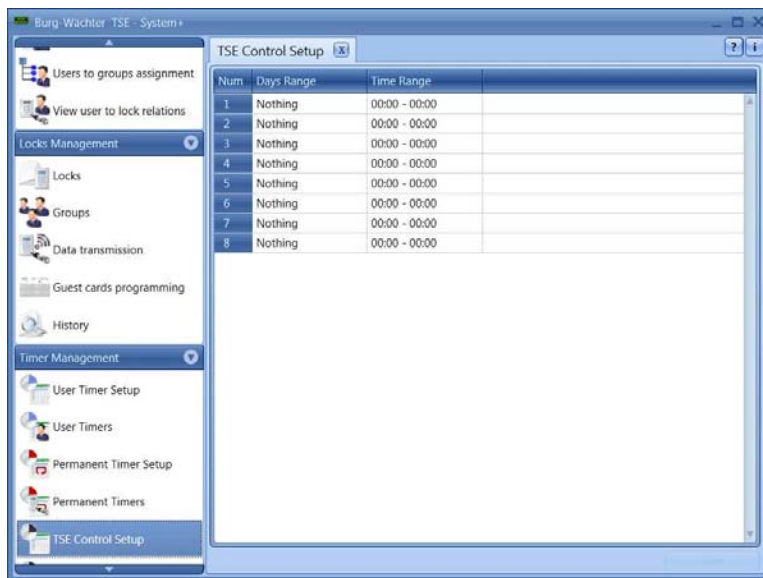 Burg-Wächter TSE - System+
Users to groups assignment
View user to lock relations
Locks Management
Locks
Groups
Data transmission
Guest cards programming
History
Timer Management
User Timer Setup
User Timers
Permanent Timer Setup
Permanent Timers
TSE Control Setup
TSE Control Setup x
? i
Num Days Range Time Range
1 Nothing 00:00 - 00:00
2 Nothing 00:00 - 00:00
3 Nothing 00:00 - 00:00
4 Nothing 00:00 - 00:00
5 Nothing 00:00 - 00:00
6 Nothing 00:00 - 00:00
7 Nothing 00:00 - 00:00
8 Nothing 00:00 - 00:00